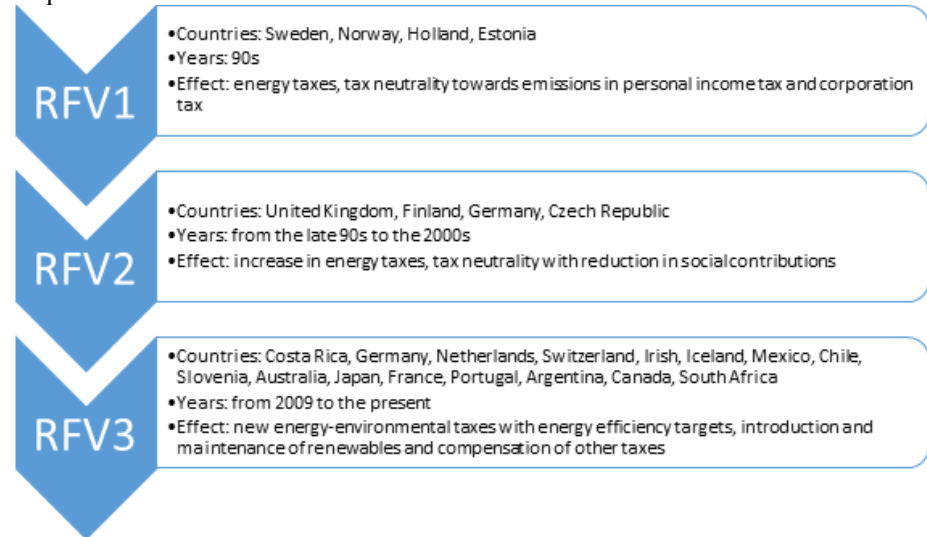 RFV1
•Countries: Sweden, Norway, Holland, Estonia
•Years: 90s
•Effect: energy taxes, tax neutrality towards emissions in personal income tax and corporation
tax
RFV2
•Countries: United Kingdom, Finland, Germany, Czech Republic
•Years: from the late 90s to the 2000s
•Effect: increase in energy taxes, tax neutrality with reduction in social contributions
RFV3
•Countries: Costa Rica, Germany, Netherlands, Switzerland, Irish, Iceland, Mexico, Chile,
Slovenia, Australia, Japan, France, Portugal, Argentina, Canada, South Africa
•Years: from 2009 to the present
•Effect: new energy-environmental taxes with energy efficiency targets, introduction and
maintenance of renewables and compensation of other taxes